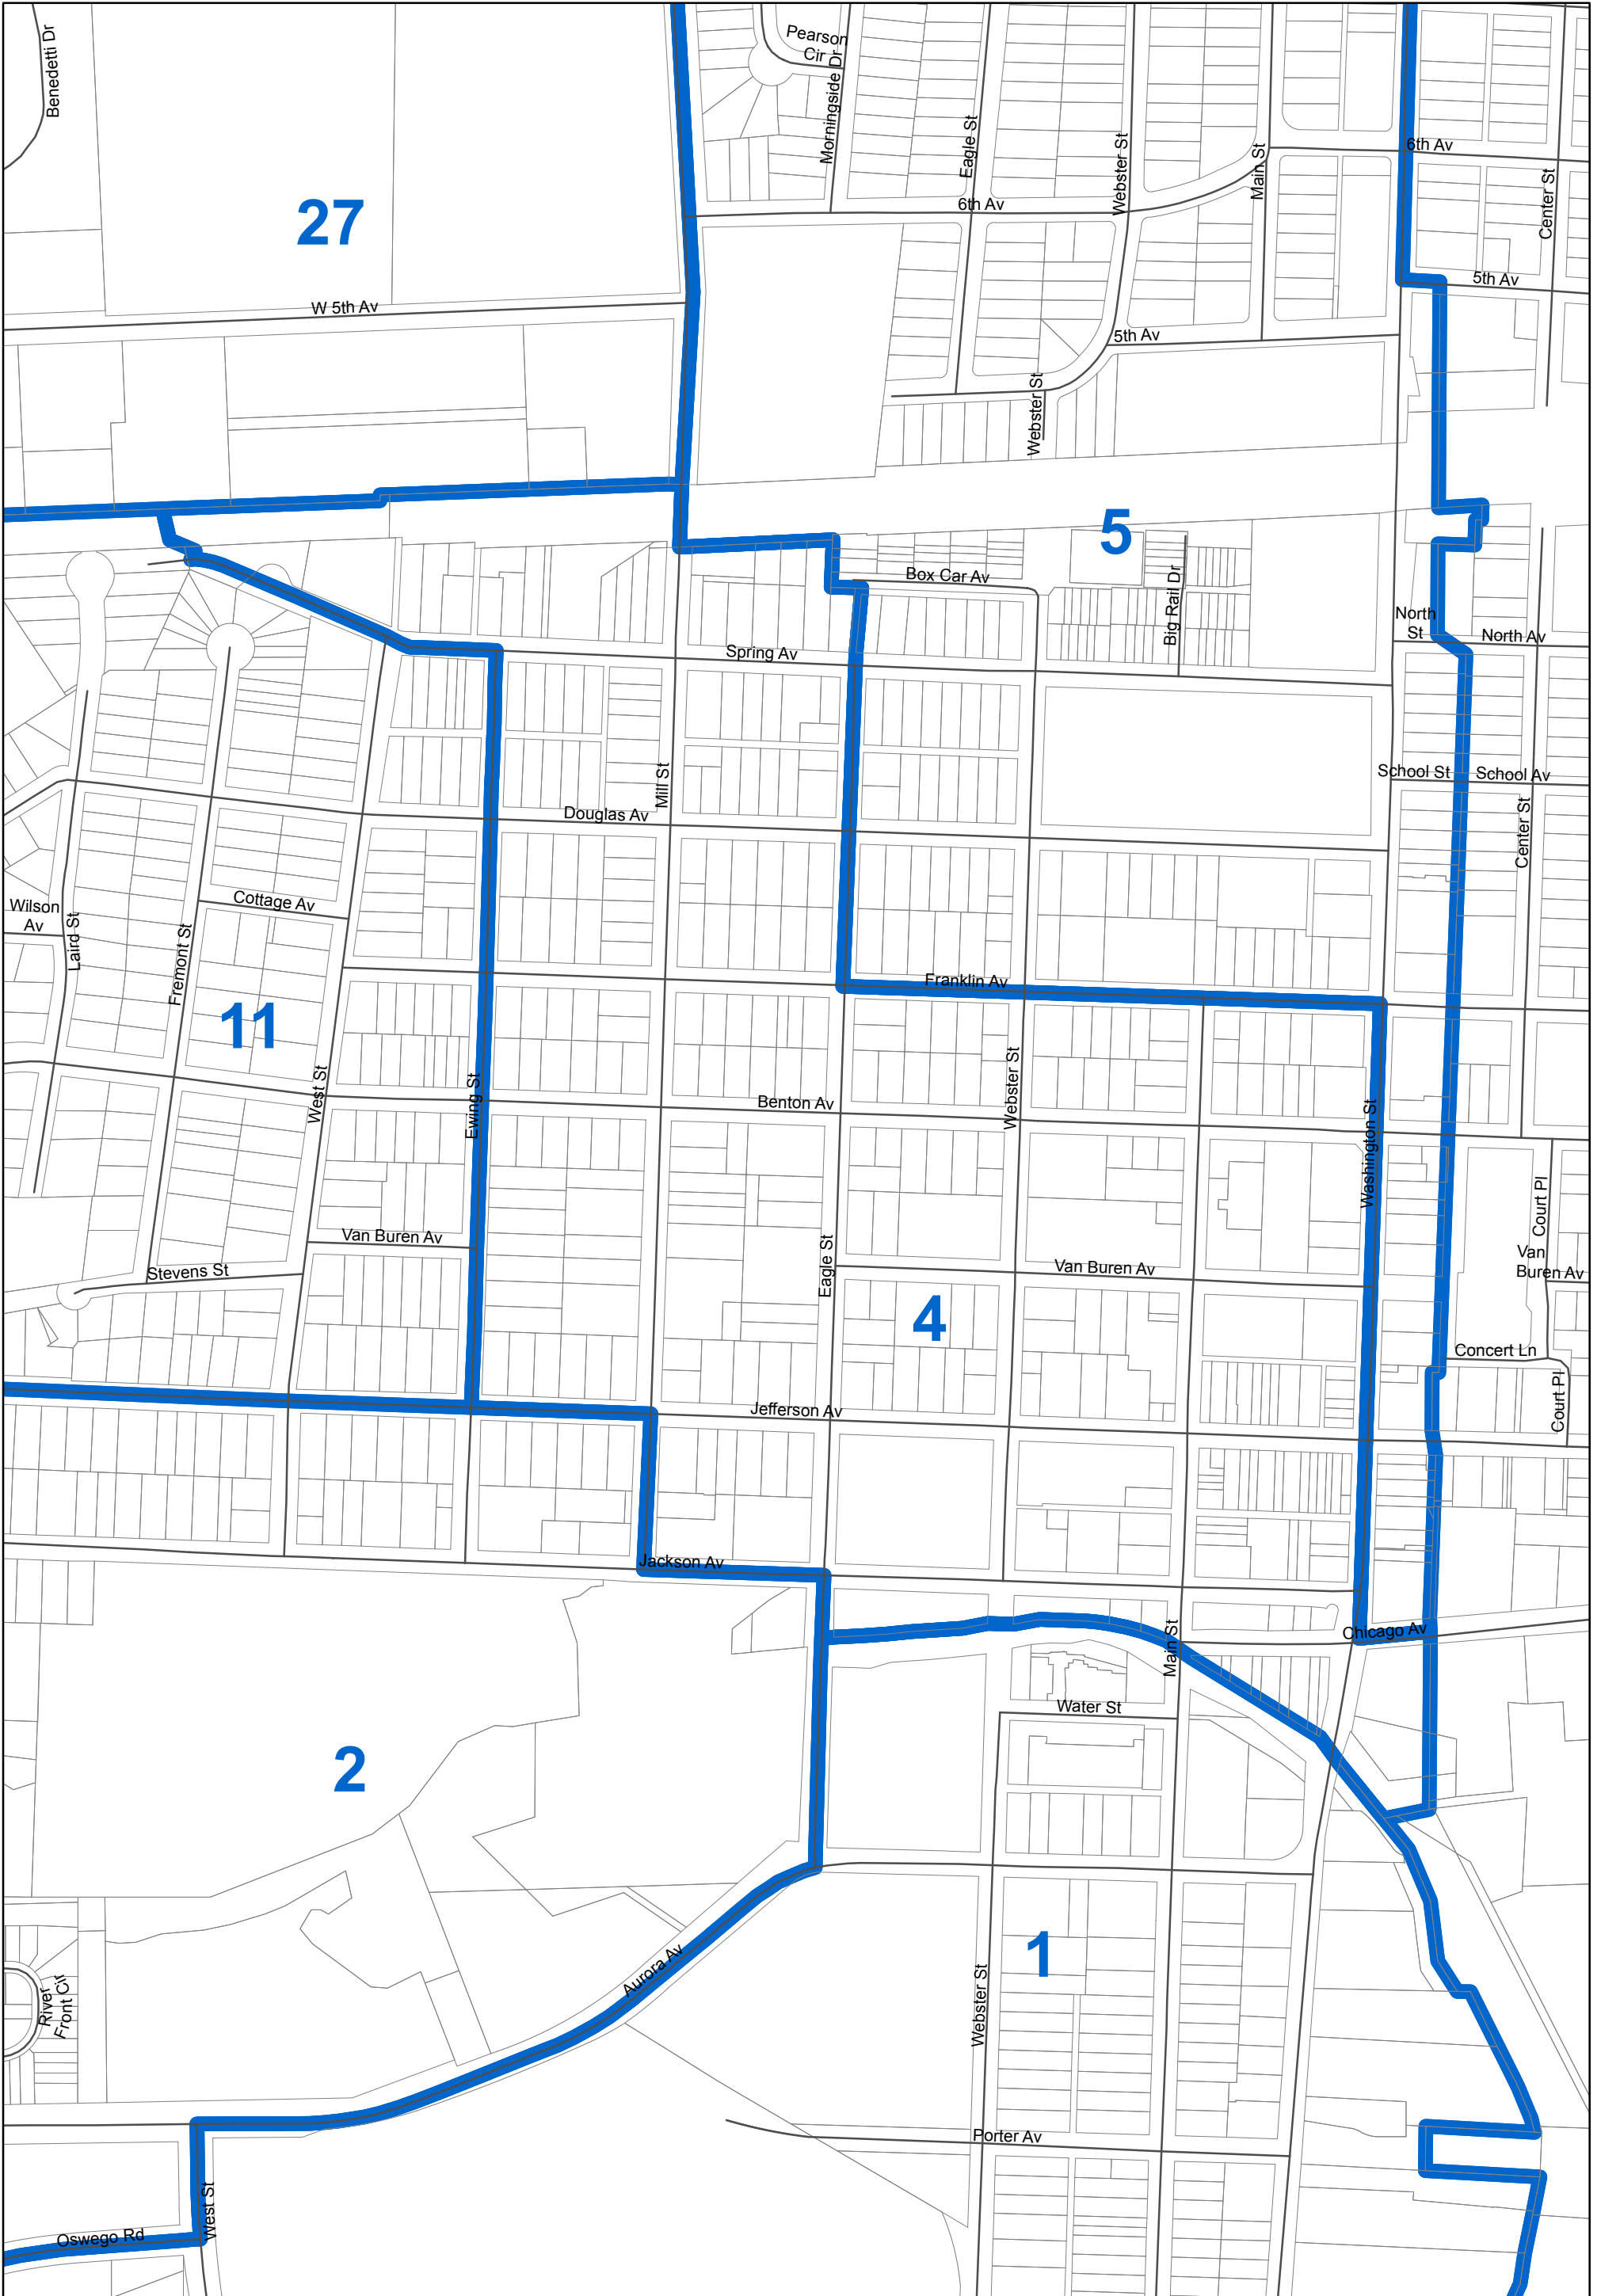 Benedetti Dr
Pearson
Cir
Morningside Dr
Eagle St
Webster St
Main St
6th Av
Center St
27
6th Av
5th Av
W 5th Av
5th Av
Webster St
5
Box Car Av
Big Rail Dr
North
St
North Av
Spring Av
Mill St
School St
School Av
Douglas Av
Center St
Cottage Av
Wilson
Av
Laird St
Fremont St
Franklin Av
11
West St
Ewing St
Benton Av
Webster St
Washington St
Court Pl
Van Buren Av
Eagle St
Van Buren Av
Van
Buren Av
Stevens St
4
Concert Ln
Court Pl
Jefferson Av
Jackson Av
Main St
Chicago Av
Water St
2
1
Aurora Av
River
Front Cir
Webster St
Porter Av
West St
Oswego Rd